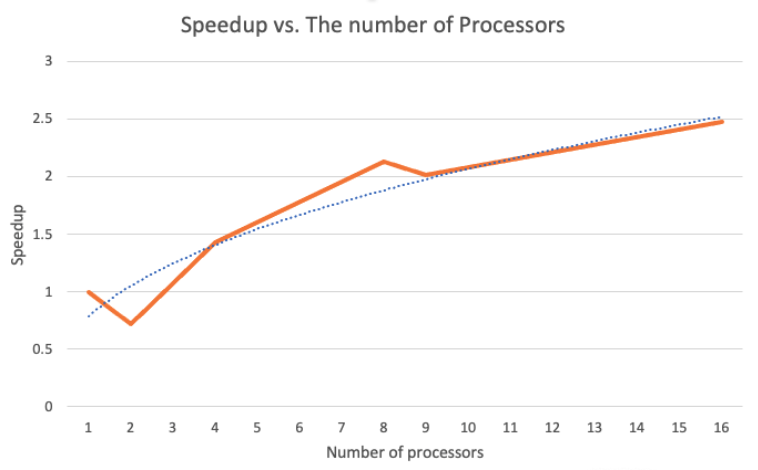 Speedup vs. The number of Processors
3
2.5
2
1.5
1
0.5
0
Speedup
1 2 3 4 5 6 7 8 9 10 11 12 13 14 15 16
Number of processors